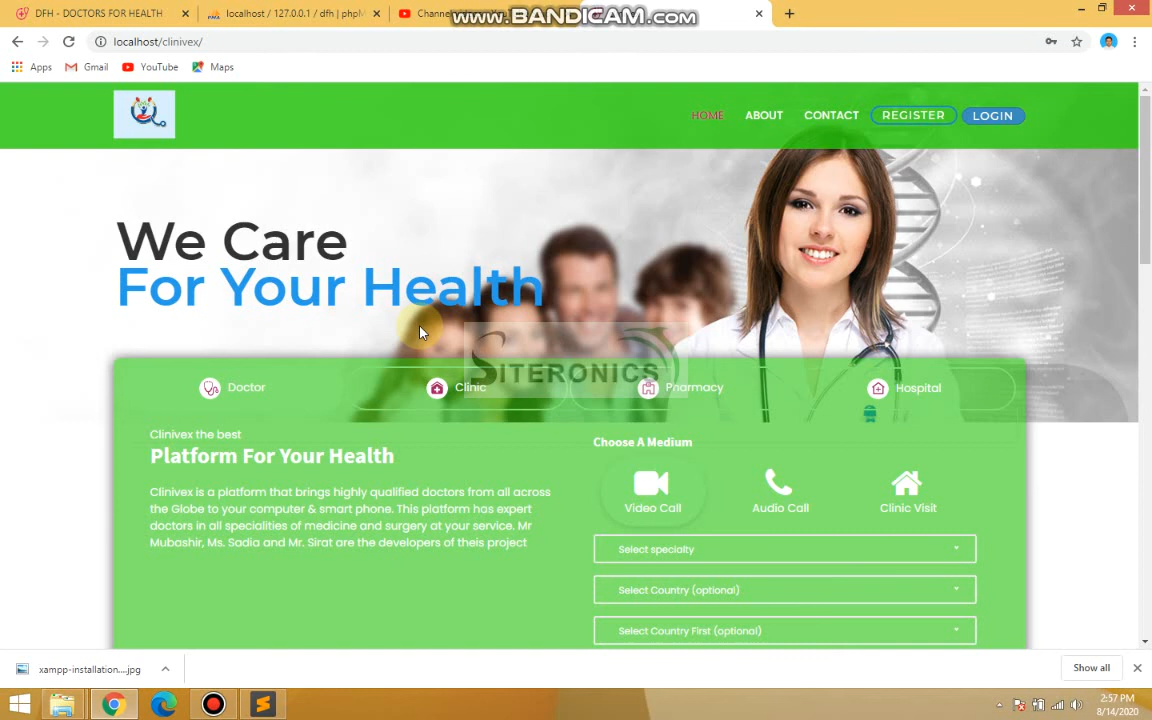 DFH - DOCTORS FOR HEALTH
localhost / 127.0.0.1 / dfh | phpM
Channel
WWW.BANDICAM.COM
localhost/clinivex/
Apps
Gmail
YouTube
Maps
HOME
ABOUT
CONTACT
REGISTER
LOGIN
We Care
For Your Health
SITERONICS
Doctor
Clinic
Pharmacy
Hospital
Clinivex the best
Platform For Your Health
Clinivex is a platform that brings highly qualified doctors from all across
the Globe to your computer & smart phone. This platform has expert
doctors in all specialities of medicine and surgery at your service. Mr
Mubashir, Ms. Sadia and Mr. Sirat are the developers of theis project
Choose A Medium
Video Call
Audio Call
Clinic Visit
Select specialty
Select Country (optional)
Select Country First (optional)
xampp-installation....jpg
Show all
2:57 PM
8/14/2020